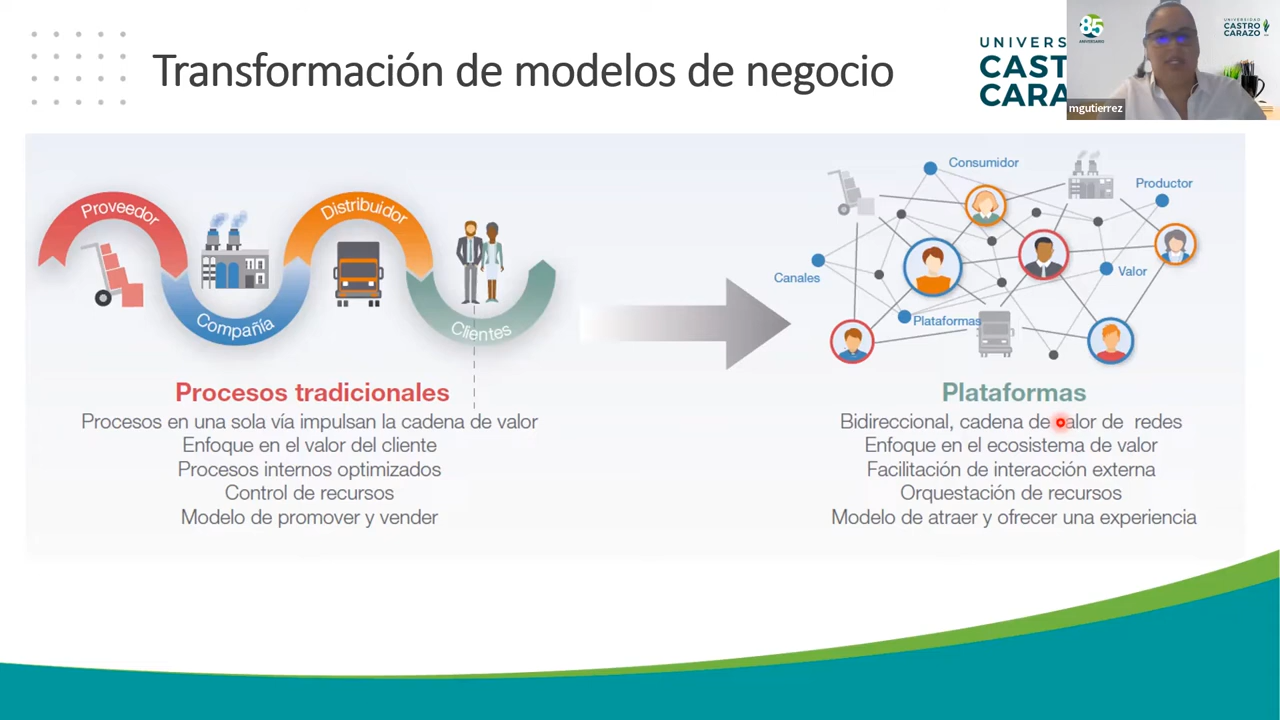 Transformación de modelos de negocio
UNIVERS
CAST
CARA
85
ANIVERSARIO
UNIVERSIDAD
CASTRO
CARAZO
mgutierrez
Proveedor
Compañía
Distribuidor
Clientes
Consumidor
Productor
Canales
Valor
Plataformas
Procesos tradicionales
Procesos en una sola vía impulsan la cadena de valor
Enfoque en el valor del cliente
Procesos internos optimizados
Control de recursos
Modelo de promover y vender
Plataformas
Bidireccional, cadena de valor de redes
Enfoque en el ecosistema de valor
Facilitación de interacción externa
Orquestación de recursos
Modelo de atraer y ofrecer una experiencia